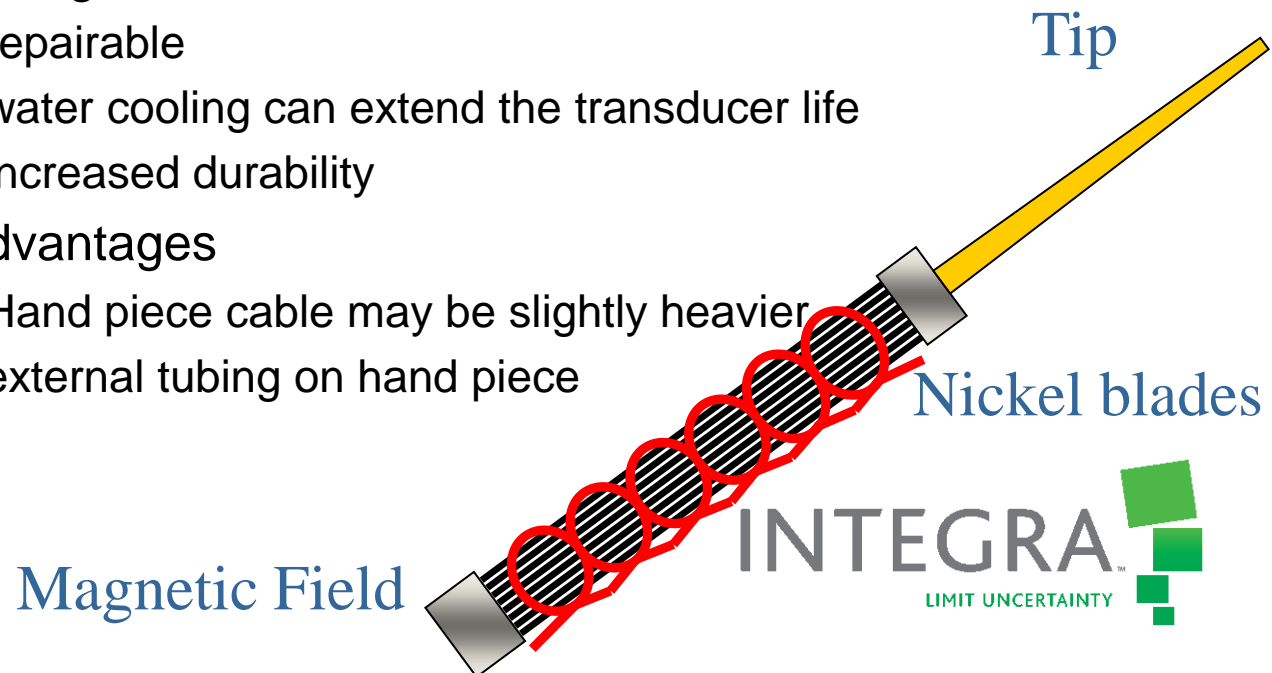 Tip
epairable
water cooling can extend the transducer life
ncreased durability
dvantages
Hand piece cable may be slightly heavier
external tubing on hand piece
Nickel blades
INTEGRA™
LIMIT UNCERTAINTY
Magnetic Field